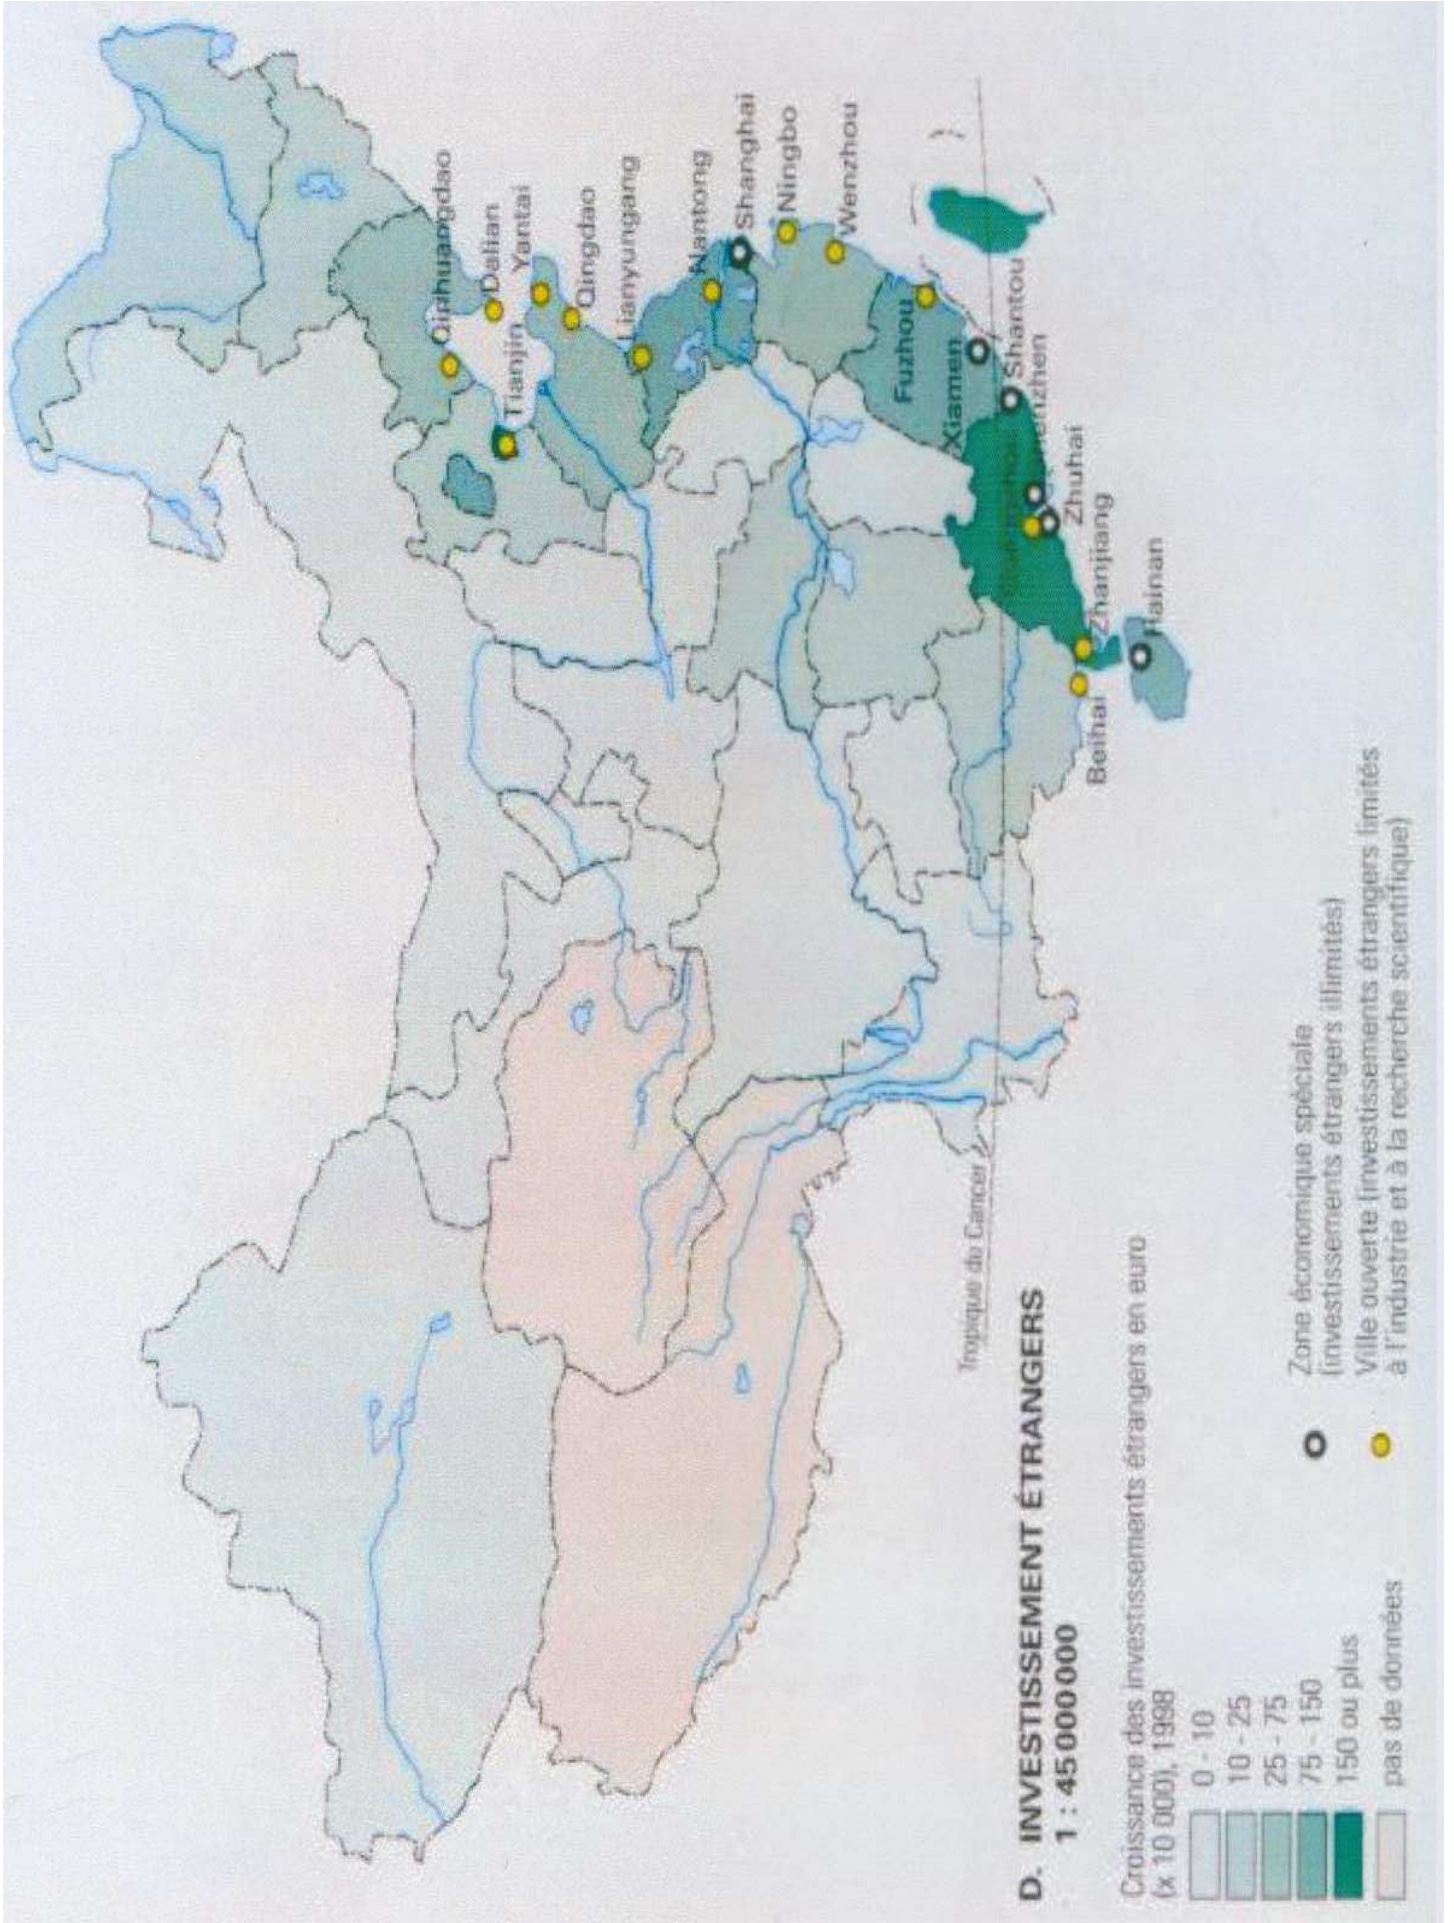 Qinhuangdao
Dalian
Tianjin
Yantai
Qingdao
Lianyungang
Nantong
Shanghai
Ningbo
Wenzhou
Fuzhou
Xiamen
Shantou
Zhuhai
Zhanjiang
Beihai
Hainan
Tropique du Cancer
D. INVESTISSEMENT ÉTRANGERS
1 : 45 000 000
Croissance des investissements étrangers en euro
(x 10 000), 1998
0 - 10
10 - 25
25 - 75
75 - 150
150 ou plus
pas de données
Zone économique spéciale
(investissements étrangers illimités)
Ville ouverte (investissements étrangers limités
à l'industrie et à la recherche scientifique)